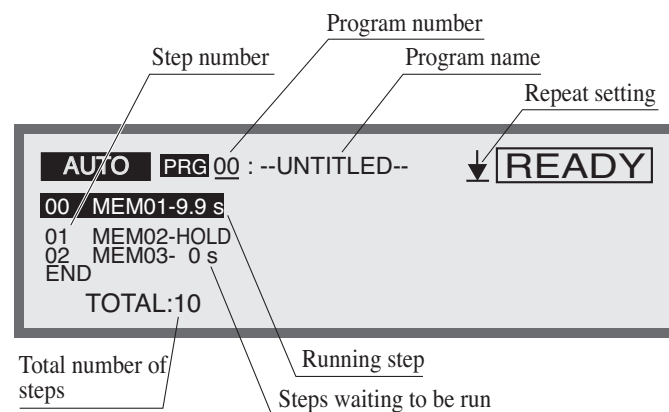 Program number
Step number
Program name
Repeat setting
AUTO PRG 00 : --UNTITLED-- READY
00 MEM01-9.9 s
01 MEM02-HOLD
02 MEM03- 0 s
END
TOTAL:10
Total number of
steps
Running step
Steps waiting to be run